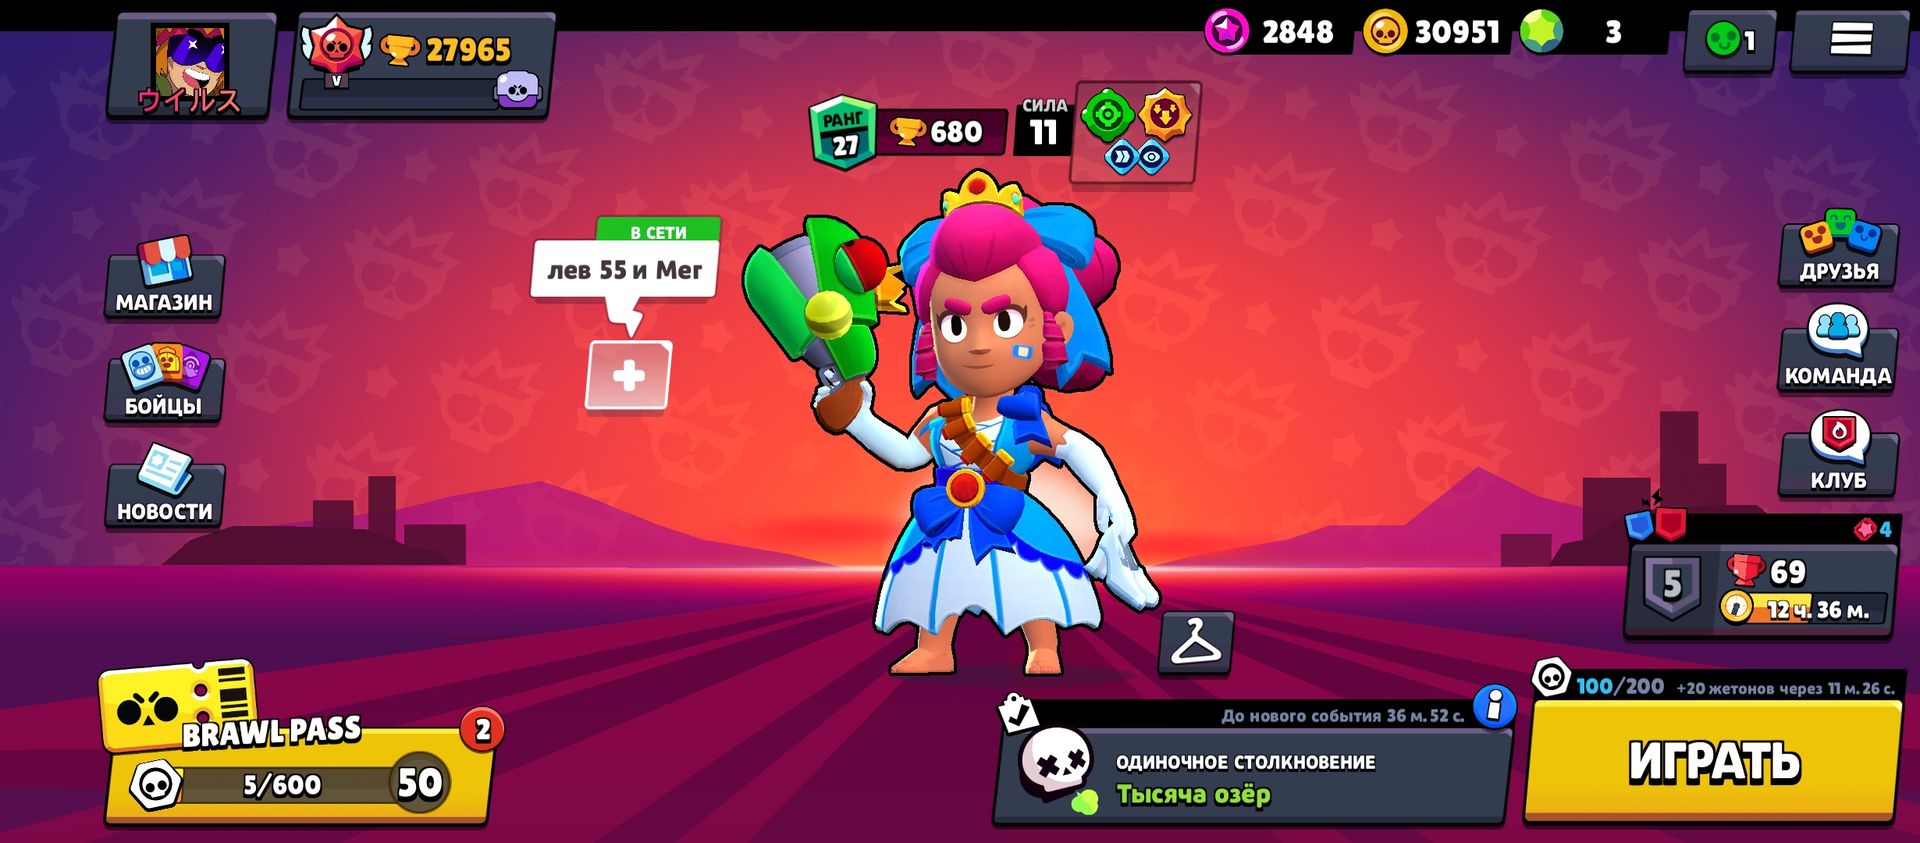 ウイルス
V
27965
2848
30951
3
1
РАНГ
27
680
СИЛА
11
В СЕТИ
лев 55 и Мег
МАГАЗИН
БОЙЦЫ
НОВОСТИ
ДРУЗЬЯ
КОМАНДА
КЛУБ
4
5
69
12 ч. 36 м.
BRAWL PASS
2
5/600
50
До нового события 36 м. 52 с.
ОДИНОЧНОЕ СТОЛКНОВЕНИЕ
Тысяча озёр
100/200 +20 жетонов через 11 м. 26 с.
ИГРАТЬ